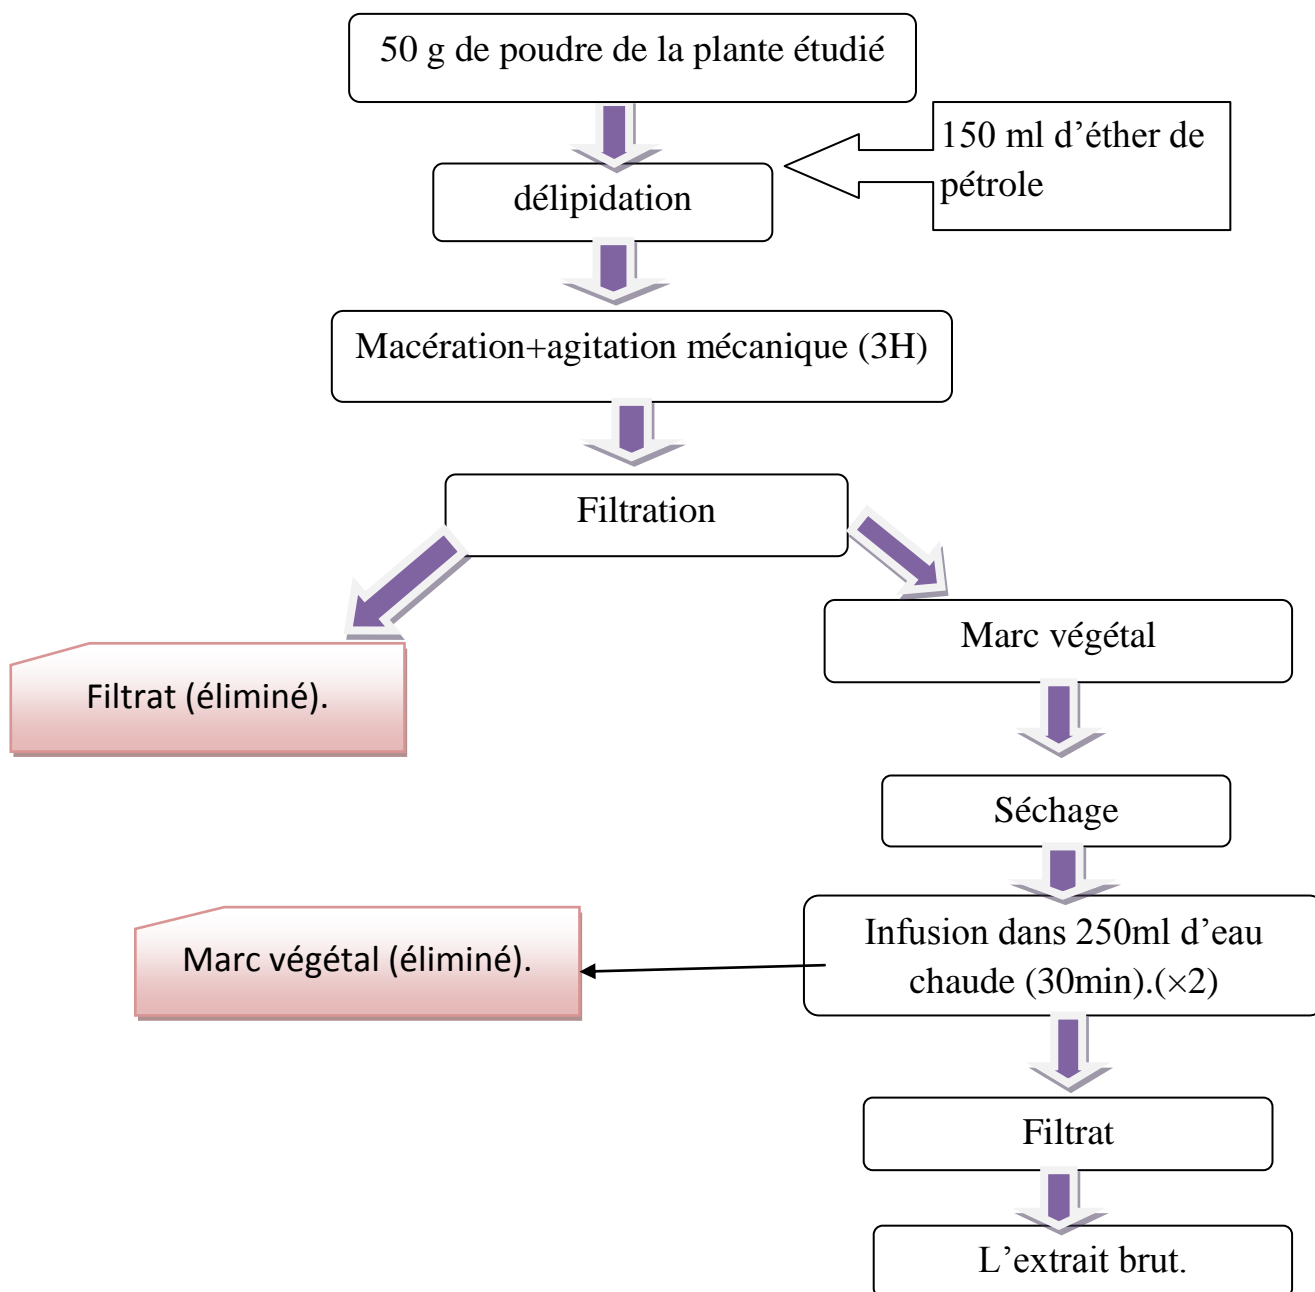 50 g de poudre de la plante étudié
150 ml d’éther de
pétrole
délipidation
Macération+agitation mécanique (3H)
Filtration
Marc végétal
Filtrat (éliminé).
Séchage
Infusion dans 250ml d’eau
chaude (30min).(×2)
Marc végétal (éliminé).
Filtrat
L’extrait brut.